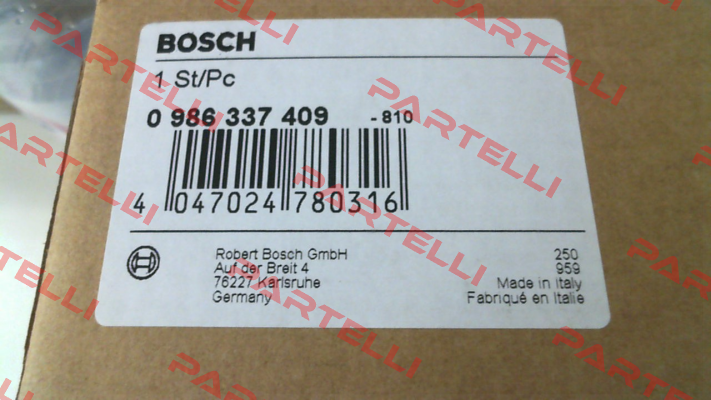 BOSCH
1 St/Pc
0 986 337 409 -810
4 047024 780316
Robert Bosch GmbH
Auf der Breit 4
76227 Karlsruhe
Germany
250
959
Made in Italy
Fabriqué en Italie
PARTELLI
PARTELLI
PARTELLI
PARTELLI
PARTELLI
PARTELLI